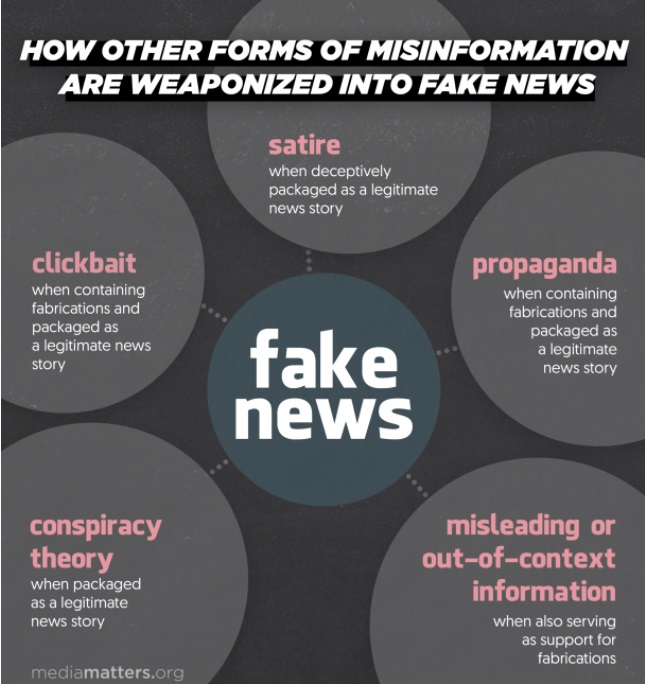 HOW OTHER FORMS OF MISINFORMATION
ARE WEAPONIZED INTO FAKE NEWS
satire
when deceptively
packaged as a legitimate
news story
clickbait
when containing
fabrications and
packaged as
a legitimate news
story
propaganda
when containing
fabrications and
packaged as
a legitimate
news story
fake
news
conspiracy
theory
when packaged
as a legitimate
news story
misleading or
out-of-context
information
when also serving
as support for
fabrications
mediamatters.org